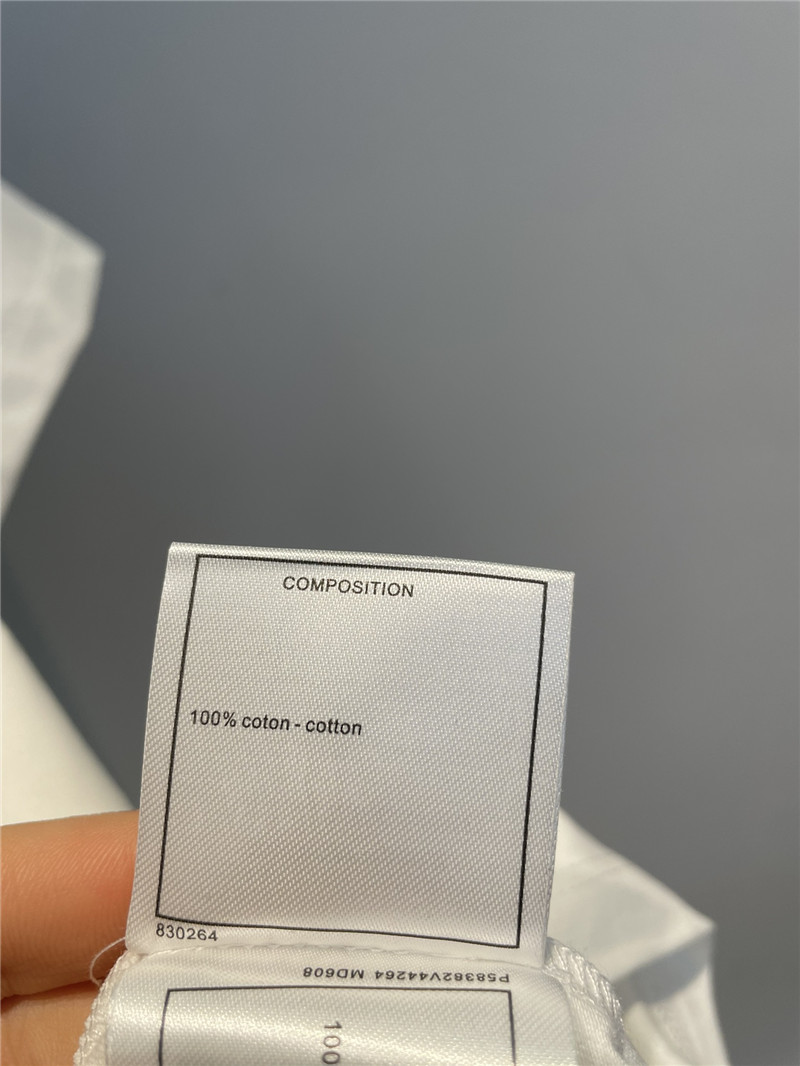 COMPOSITION
100% coton - cotton
830264
P58382V44264 MD608
100